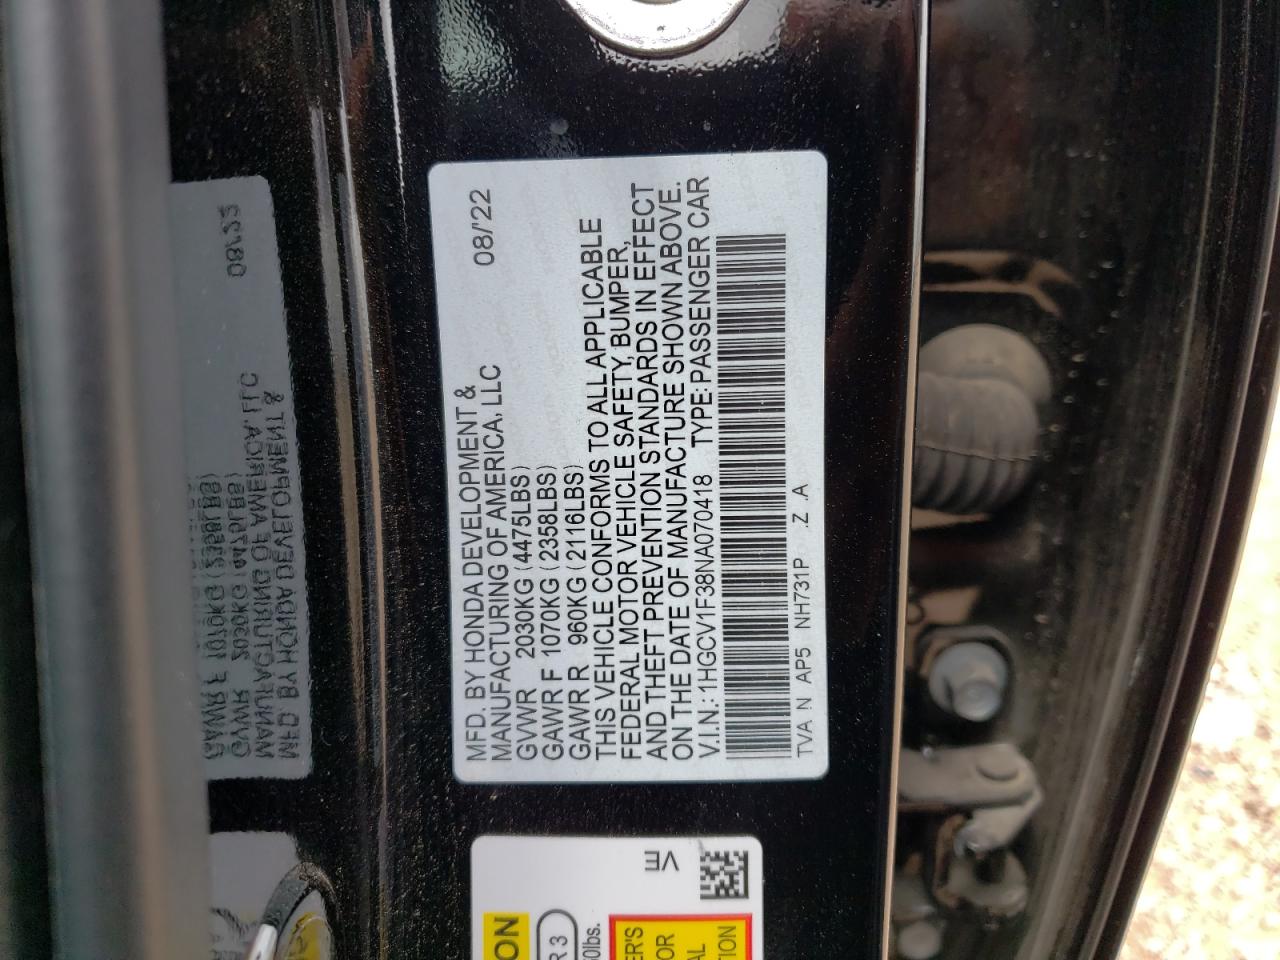 MFD. BY HONDA DEVELOPMENT &
MANUFACTURING OF AMERICA, LLC 08/'22
GVWR 2030KG (4475LBS)
GAWR F 1070KG (2358LBS)
GAWR R 960KG (2116LBS)
THIS VEHICLE CONFORMS TO ALL APPLICABLE
FEDERAL MOTOR VEHICLE SAFETY, BUMPER,
AND THEFT PREVENTION STANDARDS IN EFFECT
ON THE DATE OF MANUFACTURE SHOWN ABOVE.
V.I.N.: 1HGCV1F38NA070418 TYPE: PASSENGER CAR
TVA N AP5 NH731P .Z .A
VE